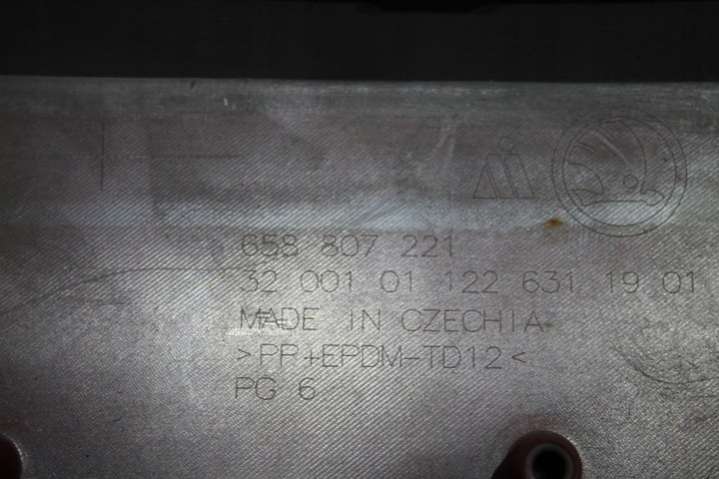 658 807 221
32 001 01 122 631 19 01
MADE IN CZECHIA
>PP+EPDM-TD12<
PG 6